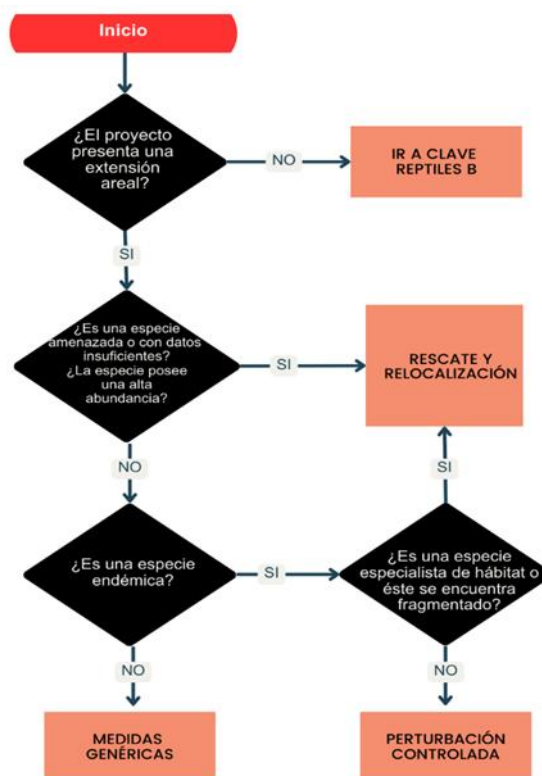 Inicio
¿El proyecto
presenta una
extensión
areal?
NO
IR A CLAVE
REPTILES B
SI
¿Es una especie
amenazada o con datos
insuficientes?
¿La especie posee
una alta
abundancia?
SI
RESCATE Y
RELOCALIZACIÓN
NO
SI
¿Es una especie
endémica?
SI
¿Es una especie
especialista de hábitat o
éste se encuentra
fragmentado?
NO
NO
MEDIDAS
GENÉRICAS
PERTURBACIÓN
CONTROLADA